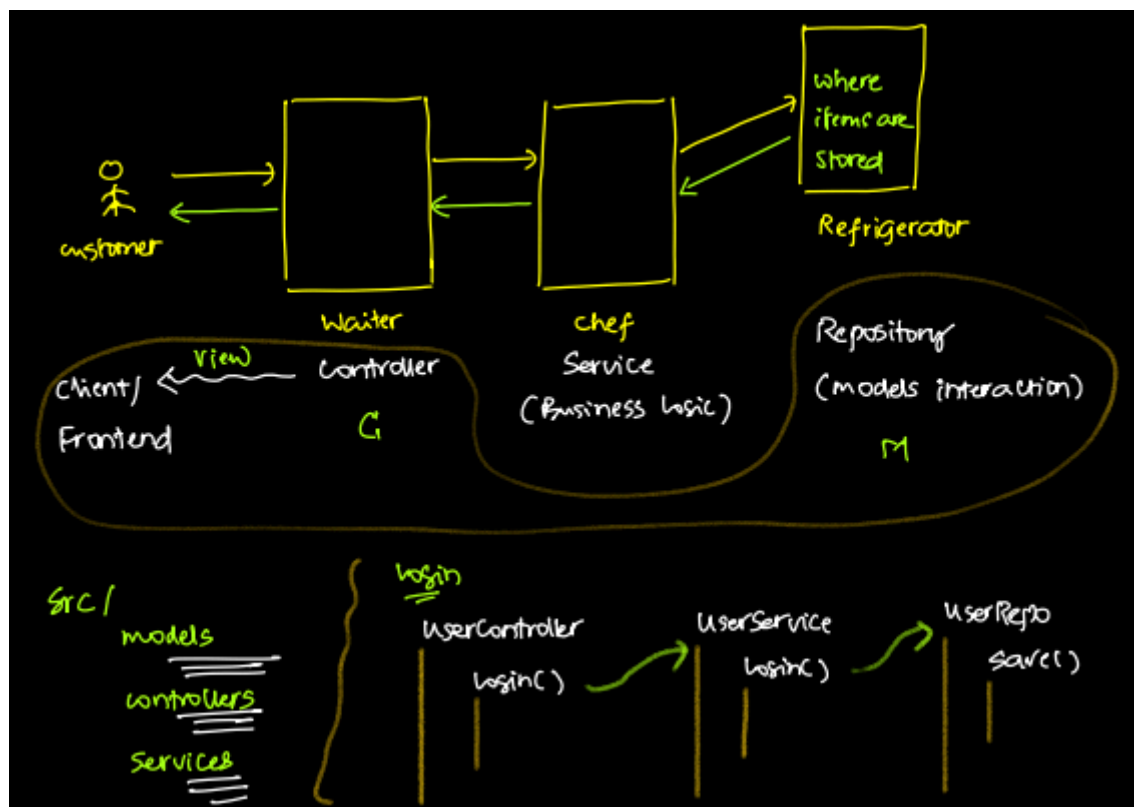 where
items are
stored
customer
Refrigerator
Waiter
chef
View
Controller
Service
(Business Logic)
Repository
(models interaction)
Client/
Frontend
C
M
Src/
models
controllers
services
login
userController
login()
userService
login()
userRepo
save()